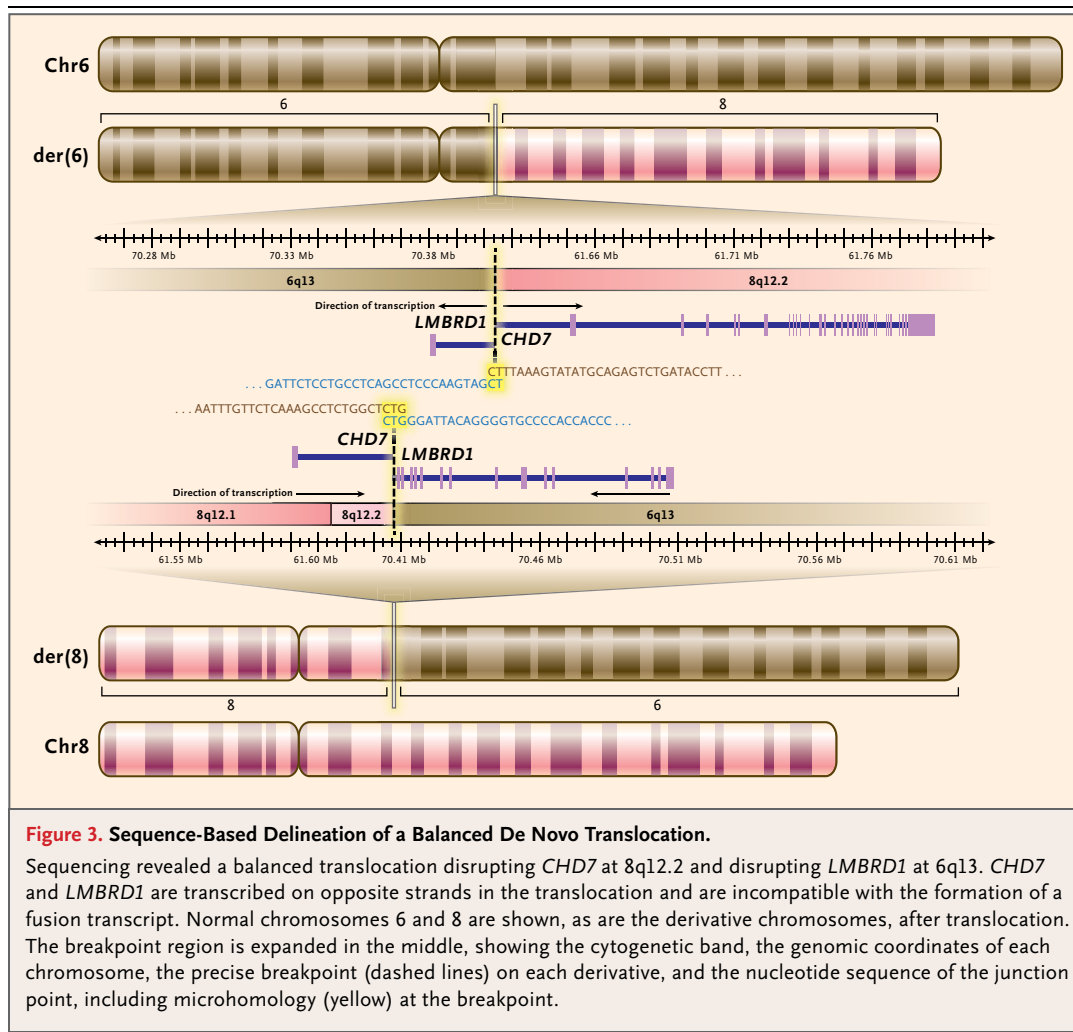 Chr6
6 8
der(6)
70.28 Mb 70.33 Mb 70.38 Mb 61.66 Mb 61.71 Mb 61.76 Mb
6q13 8q12.2
Direction of transcription
LMBRD1
CHD7
CTTTAAAGTATATGCAGAGTCTGATACCTT . . .
. . . GATTCTCCTGCCTCAGCCTCCCAAGTAGCT
. . . AATTTGTTCTCAAAGCCTCTGGCTCTG
CTGGGATTACAGGGGTGCCCCACCACCC . . .
CHD7
LMBRD1
Direction of transcription
8q12.1 8q12.2 6q13
61.55 Mb 61.60 Mb 70.41 Mb 70.46 Mb 70.51 Mb 70.56 Mb 70.61 Mb
der(8)
8 6
Chr8
Figure 3. Sequence-Based Delineation of a Balanced De Novo Translocation.
Sequencing revealed a balanced translocation disrupting CHD7 at 8q12.2 and disrupting LMBRD1 at 6q13. CHD7
and LMBRD1 are transcribed on opposite strands in the translocation and are incompatible with the formation of a
fusion transcript. Normal chromosomes 6 and 8 are shown, as are the derivative chromosomes, after translocation.
The breakpoint region is expanded in the middle, showing the cytogenetic band, the genomic coordinates of each
chromosome, the precise breakpoint (dashed lines) on each derivative, and the nucleotide sequence of the junction
point, including microhomology (yellow) at the breakpoint.